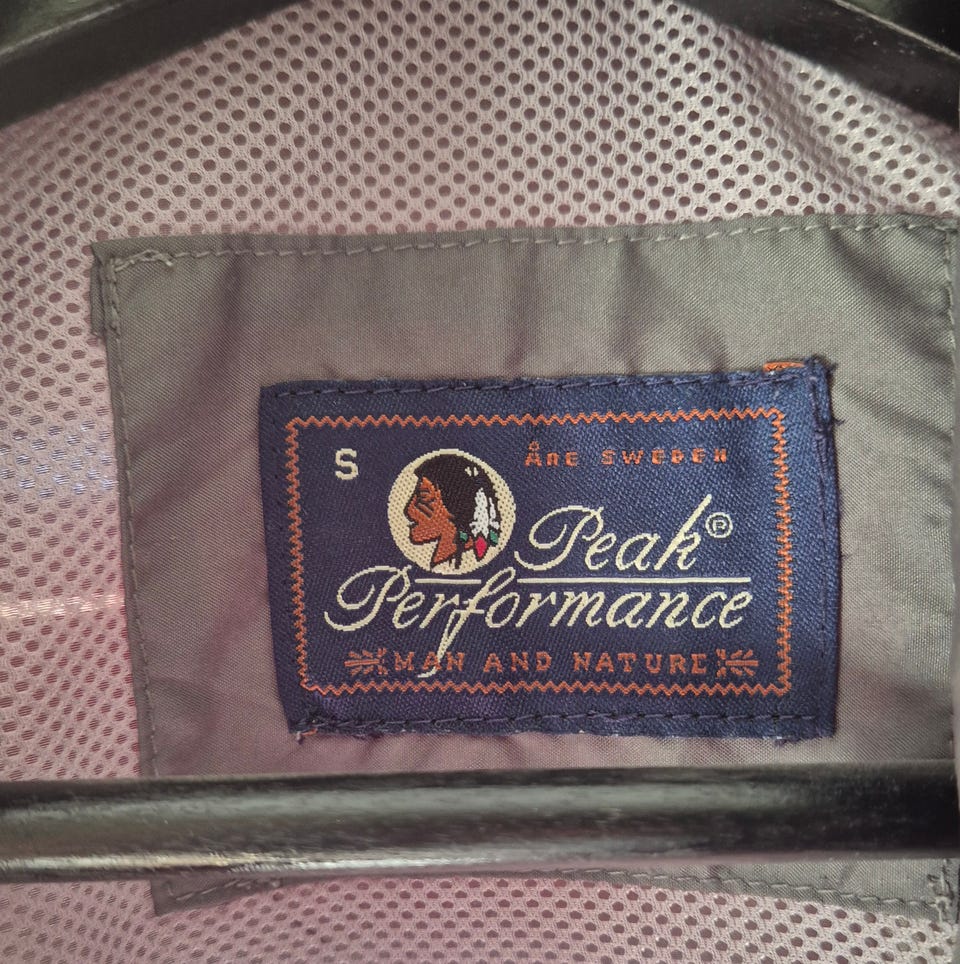 S
Åre SWEDEN
Peak®
Performance
MAN AND NATURE